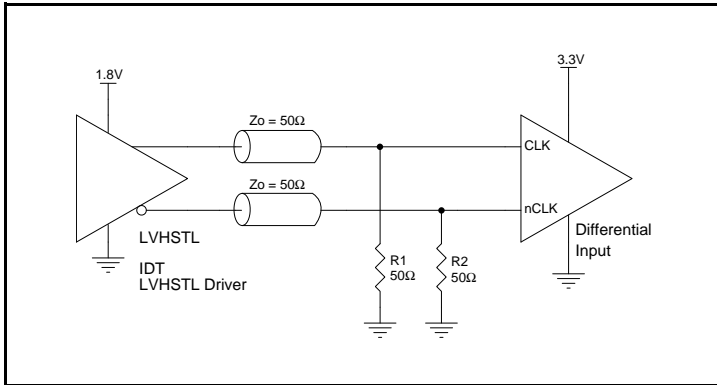 1.8V
3.3V
Zo = 50Ω
CLK
Zo = 50Ω
nCLK
LVHSTL
Differential
Input
IDT
LVHSTL Driver
R1
50Ω
R2
50Ω